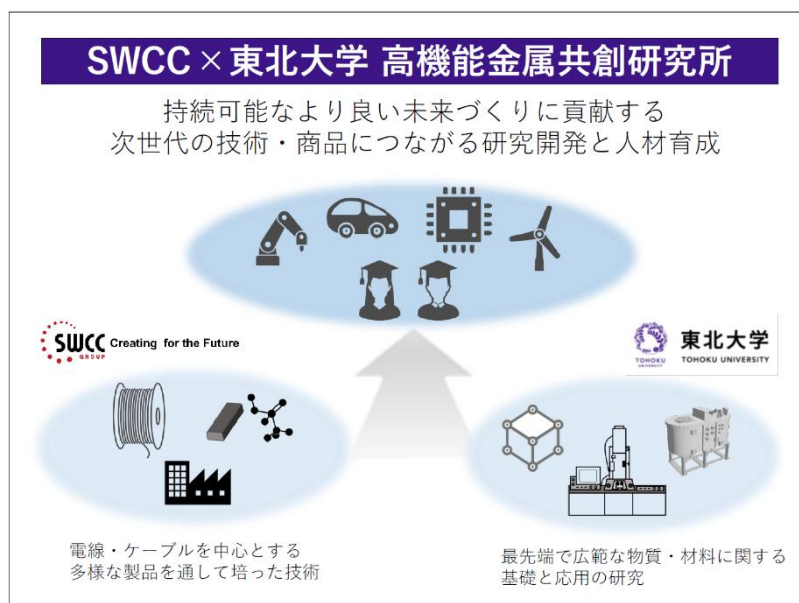 SWCC×東北大学 高機能金属共創研究所
持続可能なより良い未来づくりに貢献する
次世代の技術・商品につながる研究開発と人材育成
SWCC Creating for the Future
GROUP
東北大学
TOHOKU UNIVERSITY
TOHOKU
UNIVERSITY
電線・ケーブルを中心とする
多様な製品を通して培った技術
最先端で広範な物質・材料に関する
基礎と応用の研究